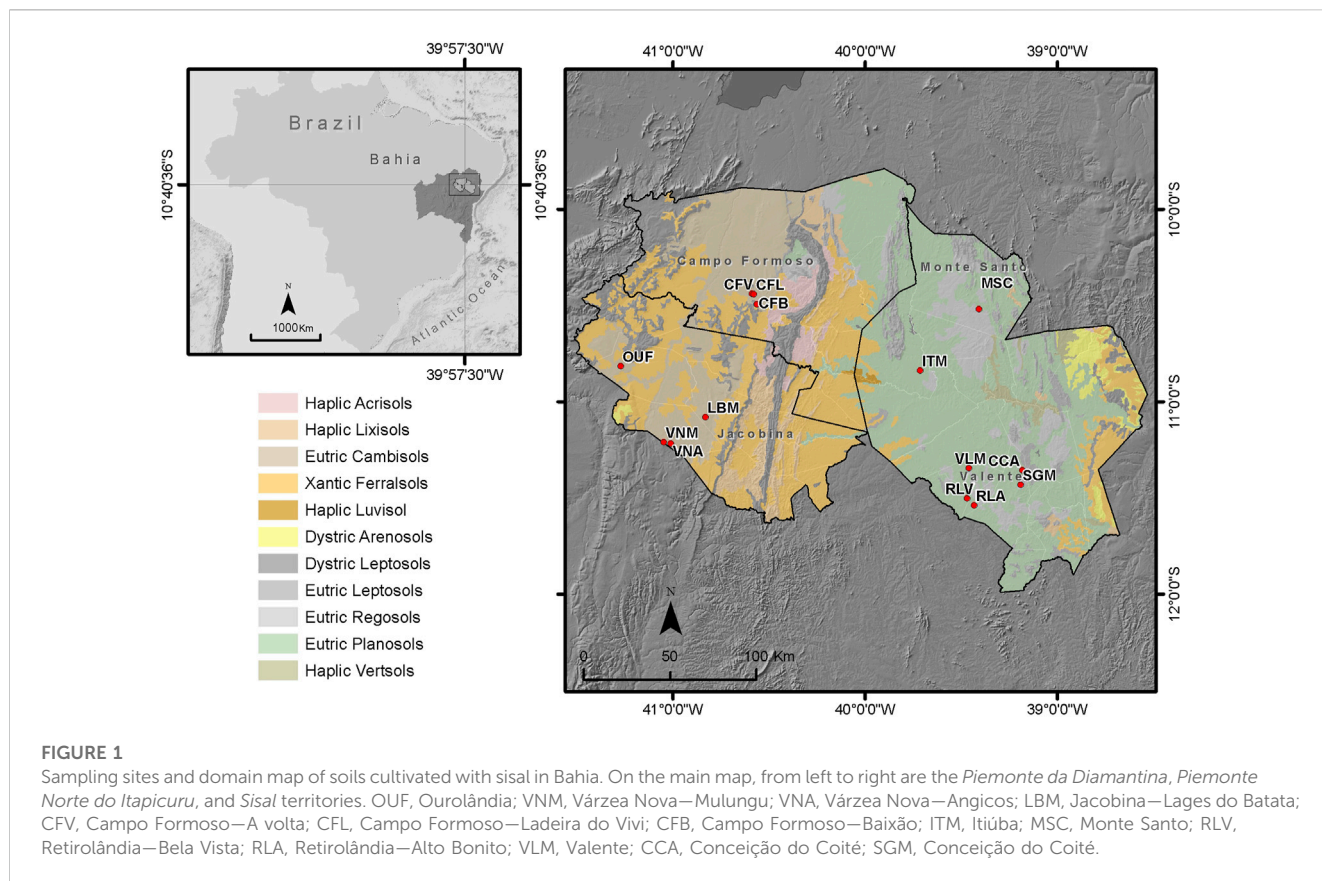 39°57'30"W
10°40'36"S
10°40'36"S
39°57'30"W
Brazil
Bahia
Atlantic Ocean
N
1000Km
Haplic Acrisols
Haplic Lixisols
Eutric Cambisols
Xantic Ferralsols
Haplic Luvisol
Dystric Arenosols
Dystric Leptosols
Eutric Leptosols
Eutric Regosols
Eutric Planosols
Haplic Vertsols
41°0'0"W 40°0'0"W 39°0'0"W
10°0'0"S
11°0'0"S
12°0'0"S
41°0'0"W 40°0'0"W 39°0'0"W
Campo Formoso
Monte Santo
MSC
CFV CFL
CFB
OUF
ITM
LBM
Jacobina
VNM
VNA
VLM CCA
Valente
SGM
RLV
RLA
N
0 50 100 Km
FIGURE 1
Sampling sites and domain map of soils cultivated with sisal in Bahia. On the main map, from left to right are the Piemonte da Diamantina, Piemonte
Norte do Itapicuru, and Sisal territories. OUF, Ourolândia; VNM, Várzea Nova—Mulungu; VNA, Várzea Nova—Angicos; LBM, Jacobina—Lages do Batata;
CFV, Campo Formoso—A volta; CFL, Campo Formoso—Ladeira do Vivi; CFB, Campo Formoso—Baixão; ITM, Itiúba; MSC, Monte Santo; RLV,
Retirolândia—Bela Vista; RLA, Retirolândia—Alto Bonito; VLM, Valente; CCA, Conceição do Coité; SGM, Conceição do Coité.